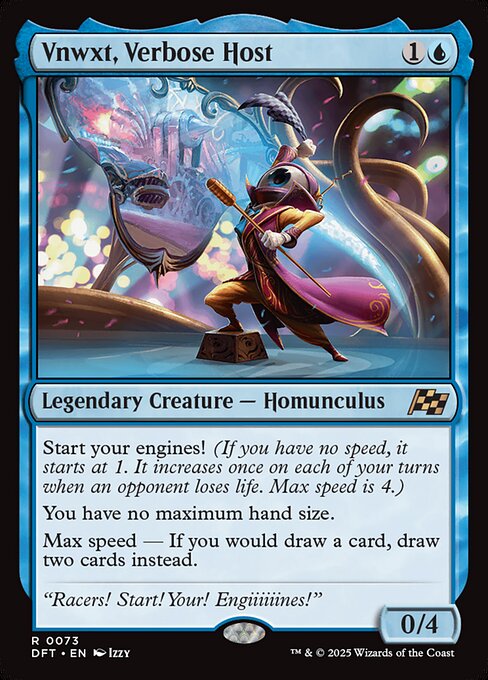 Vnwxt, Verbose Host 1
Legendary Creature — Homunculus
Start your engines! (If you have no speed, it
starts at 1. It increases once on each of your turns
when an opponent loses life. Max speed is 4.)
You have no maximum hand size.
Max speed — If you would draw a card, draw
two cards instead.
“Racers! Start! Your! Engiiiiiines!”
0/4
R 0073
DFT • EN Izzy
™ & © 2025 Wizards of the Coast